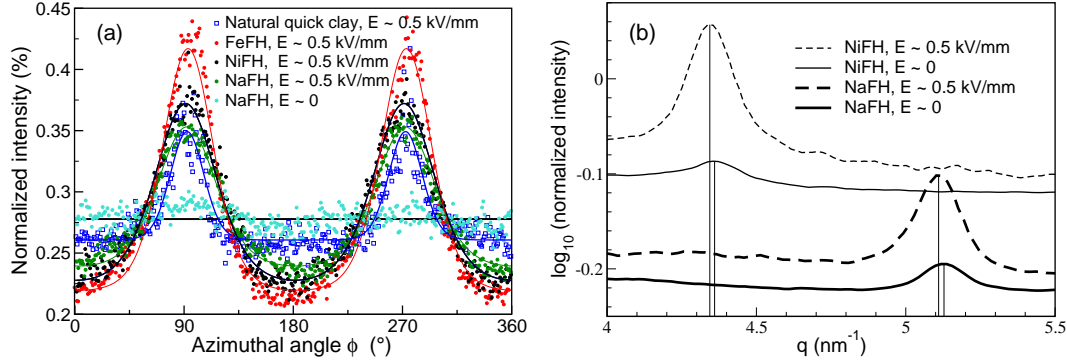 (a)
Natural quick clay, E ~ 0.5 kV/mm
FeFH, E ~ 0.5 kV/mm
NiFH, E ~ 0.5 kV/mm
NaFH, E ~ 0.5 kV/mm
NaFH, E ~ 0
0.45
0.4
0.35
0.3
0.25
0.2
Normalized intensity (%)
0 90 180 270 360
Azimuthal angle ϕ (°)
(b)
NiFH, E ~ 0.5 kV/mm
NiFH, E ~ 0
NaFH, E ~ 0.5 kV/mm
NaFH, E ~ 0
0
-0.1
-0.2
log10 (normalized intensity)
4 4.5 5 5.5
q (nm-1)